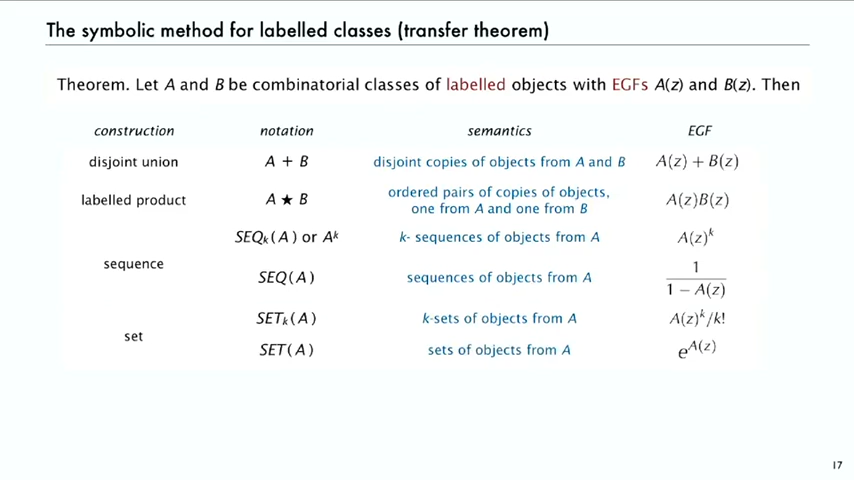 The symbolic method for labelled classes (transfer theorem)
Theorem. Let A and B be combinatorial classes of labelled objects with EGFs A(z) and B(z). Then
construction notation semantics EGF
disjoint union A + B disjoint copies of objects from A and B A(z) + B(z)
labelled product A ★ B ordered pairs of copies of objects, one from A and one from B A(z)B(z)
sequence
SEQₖ(A) or Aᵏ k- sequences of objects from A A(z)ᵏ
SEQ(A) sequences of objects from A 1 / (1 − A(z))
set
SETₖ(A) k-sets of objects from A A(z)ᵏ/k!
SET(A) sets of objects from A e^A(z)
17